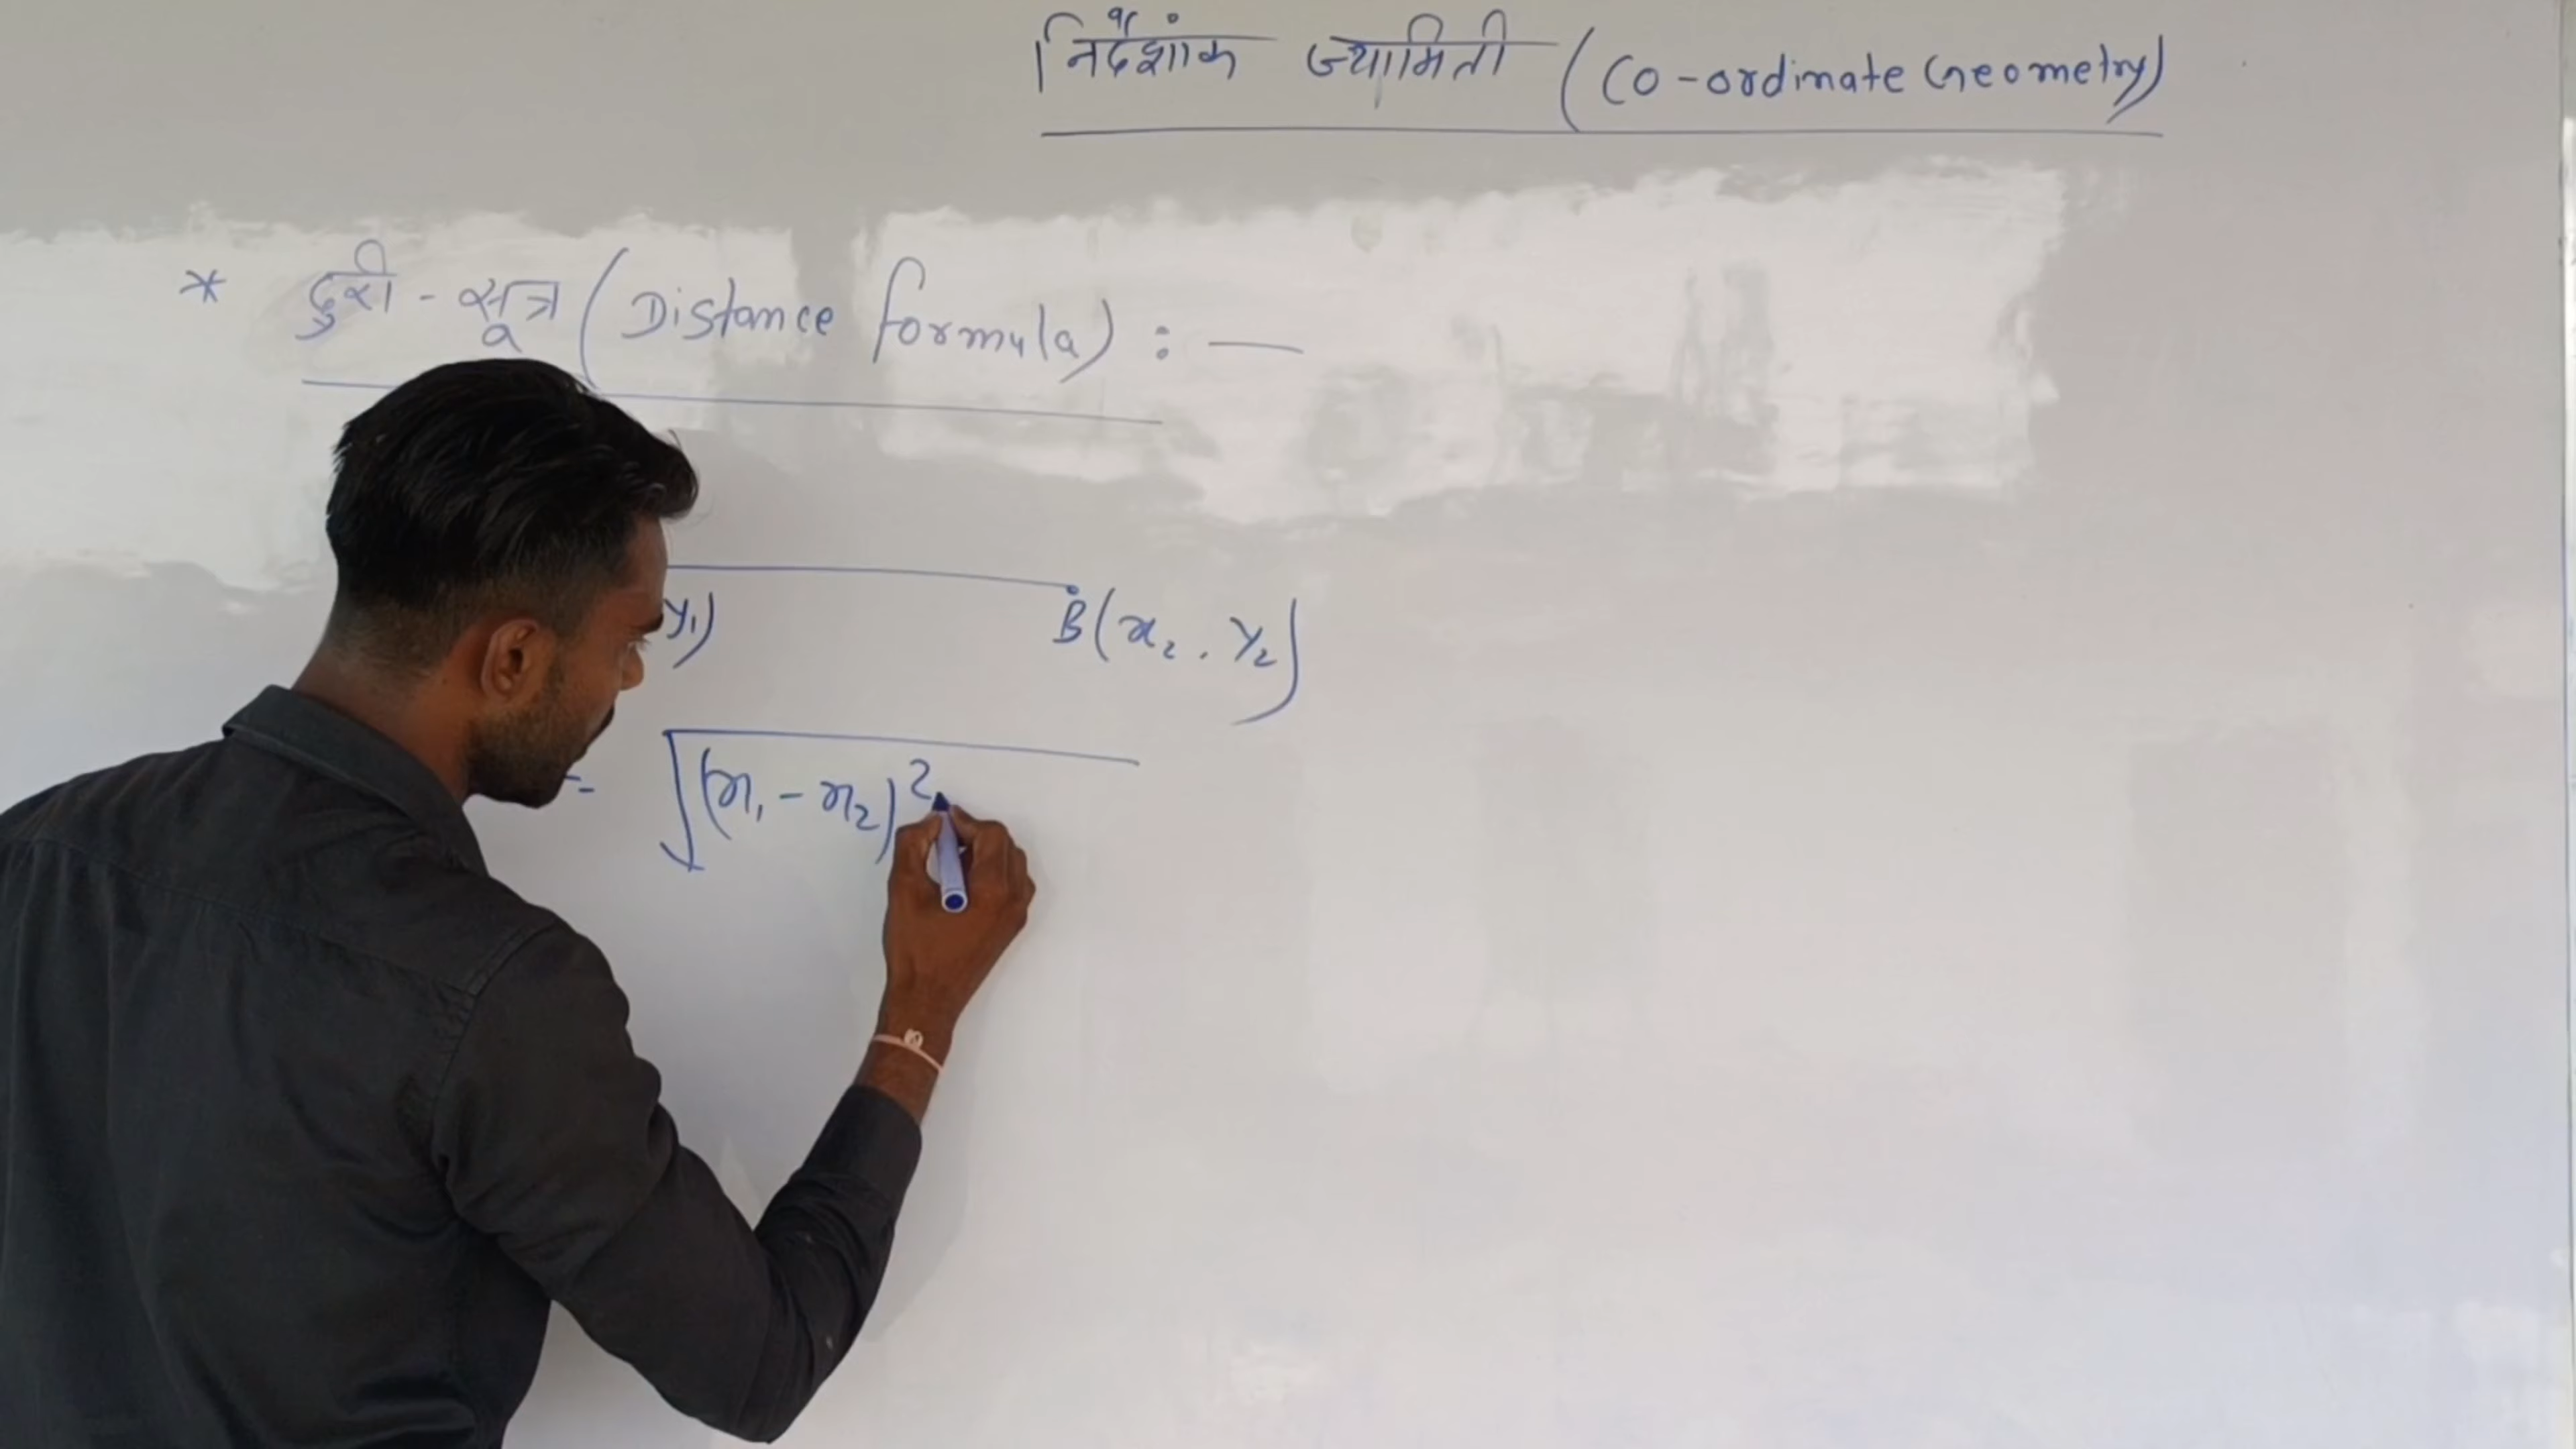 निर्देशांक ज्यामिती (Co-ordinate Geometry)
* दुरी - सूत्र (Distance formula) : —
y₁) B(x₂ . y₂)
= √(x₁ - x₂)²